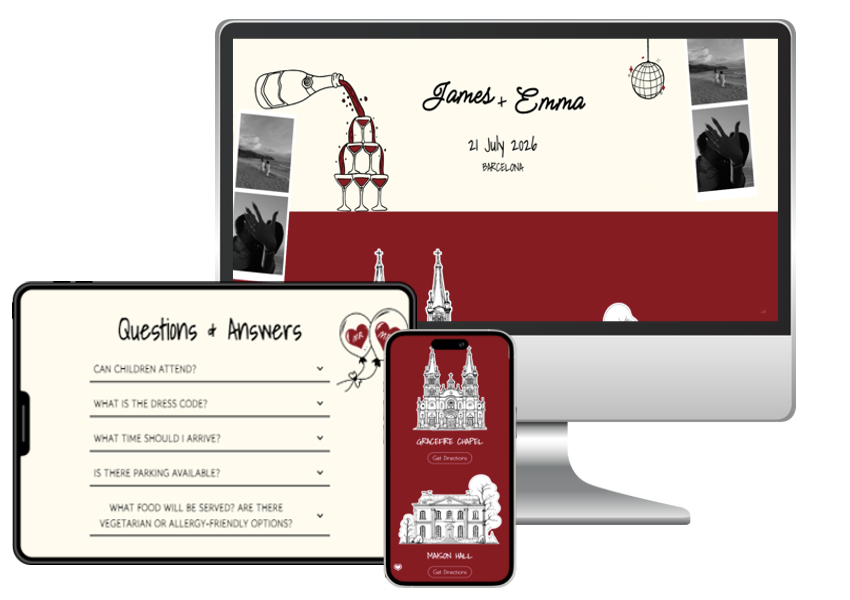 James + Emma
21 July 2026
BARCELONA
Questions & Answers
CAN CHILDREN ATTEND?
WHAT IS THE DRESS CODE?
WHAT TIME SHOULD I ARRIVE?
IS THERE PARKING AVAILABLE?
WHAT FOOD WILL BE SERVED? ARE THERE
VEGETARIAN OR ALLERGY-FRIENDLY OPTIONS?
MR
GRACEFIRE CHAPEL
Get Directions
MAISON HALL
Get Directions